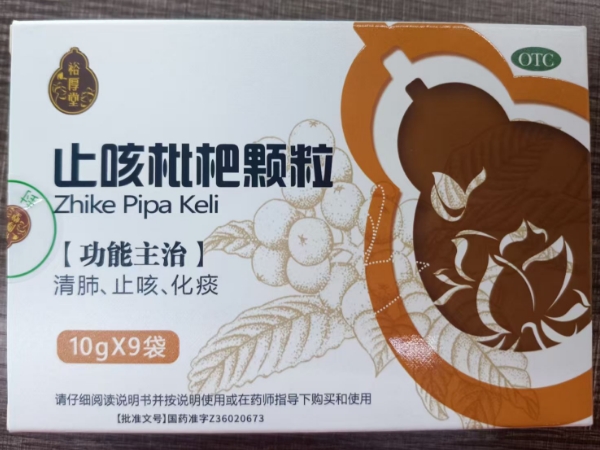 裕厚堂
OTC
止咳枇杷颗粒
Zhike Pipa Keli
【功能主治】
清肺、止咳、化痰
10gX9袋
请仔细阅读说明书并按说明使用或在药师指导下购买和使用
【批准文号】国药准字Z36020673